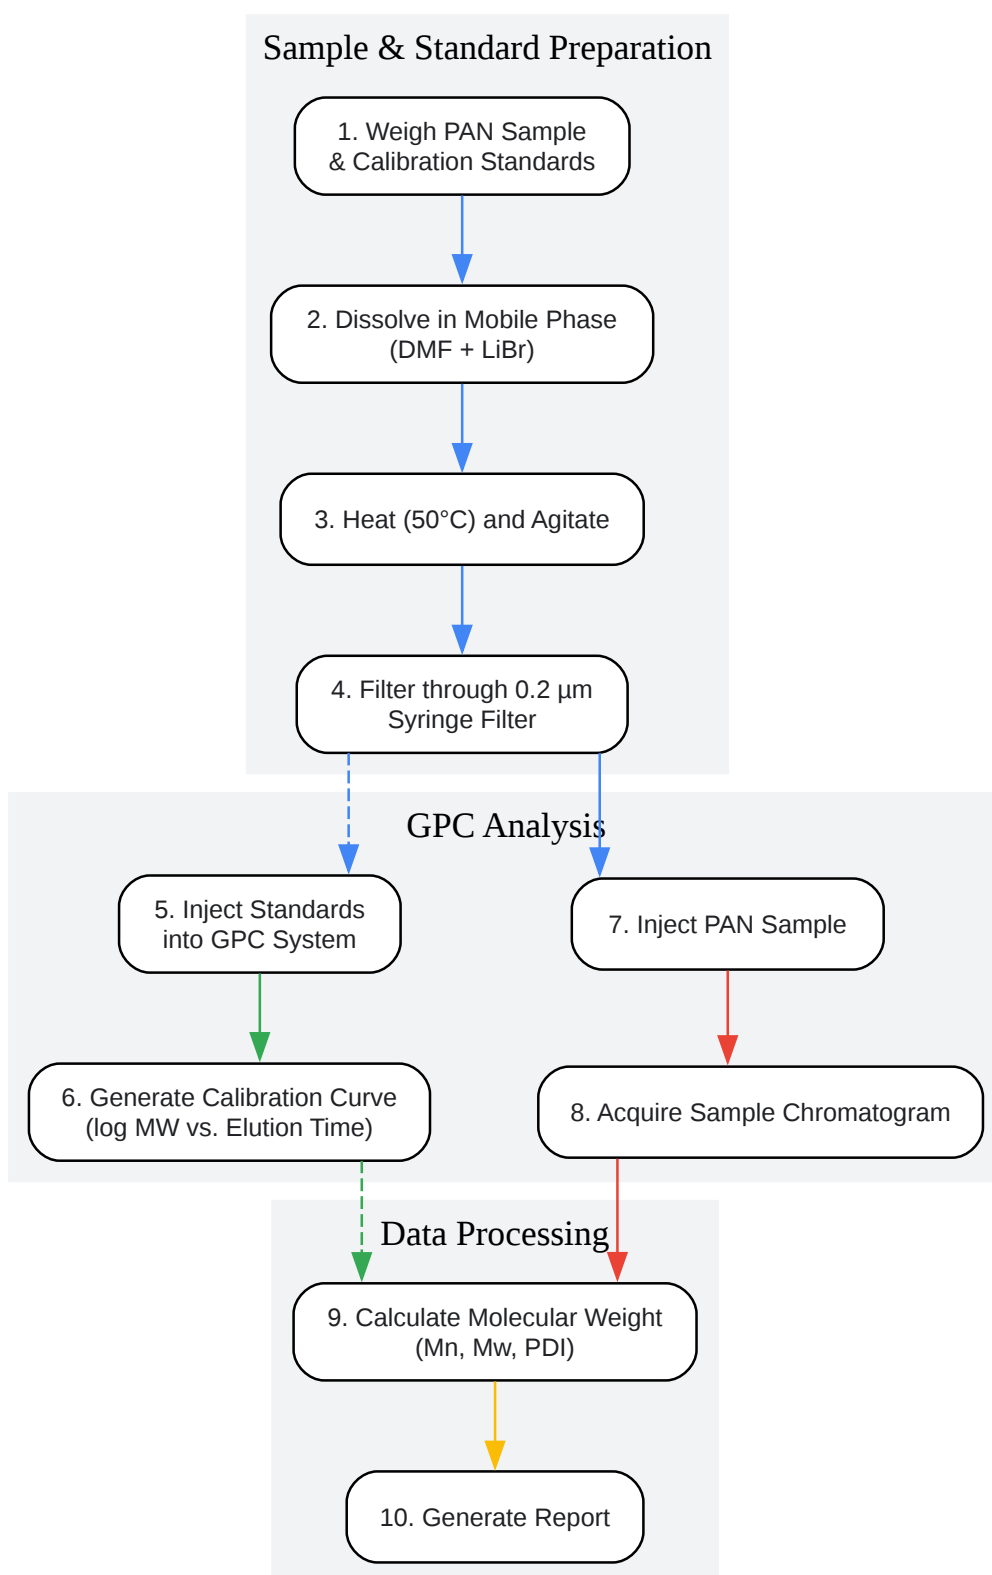 Sample & Standard Preparation
1. Weigh PAN Sample
& Calibration Standards
2. Dissolve in Mobile Phase
(DMF + LiBr)
3. Heat (50°C) and Agitate
4. Filter through 0.2 µm
Syringe Filter
GPC Analysis
5. Inject Standards
into GPC System
7. Inject PAN Sample
6. Generate Calibration Curve
(log MW vs. Elution Time)
8. Acquire Sample Chromatogram
Data Processing
9. Calculate Molecular Weight
(Mn, Mw, PDI)
10. Generate Report